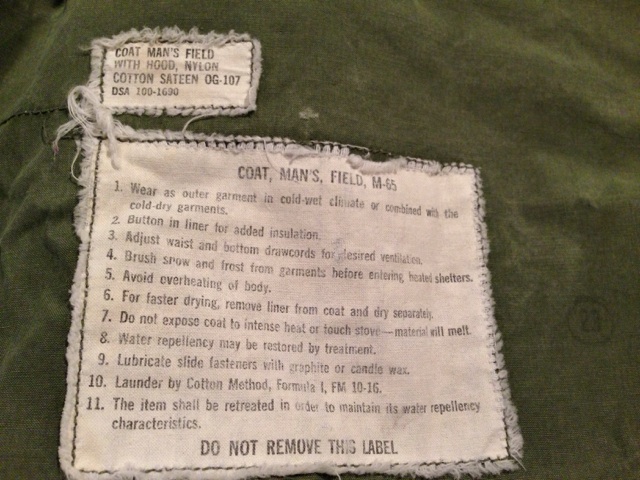 COAT MAN'S FIELD
WITH HOOD, NYLON
COTTON SATEEN OG-107
DSA 100-1690
COAT, MAN'S, FIELD, M-65
1. Wear as outer garment in cold-wet climate or combined with the
cold-dry garments.
2. Button in liner for added insulation.
3. Adjust waist and bottom drawcords for desired ventilation.
4. Brush snow and frost from garments before entering heated shelters.
5. Avoid overheating of body.
6. For faster drying, remove liner from coat and dry separately.
7. Do not expose coat to intense heat or touch stove—material will melt.
8. Water repellency may be restored by treatment.
9. Lubricate slide fasteners with graphite or candle wax.
10. Launder by Cotton Method, Formula I, FM 10-16.
11. The item shall be retreated in order to maintain its water repellency
characteristics.
DO NOT REMOVE THIS LABEL